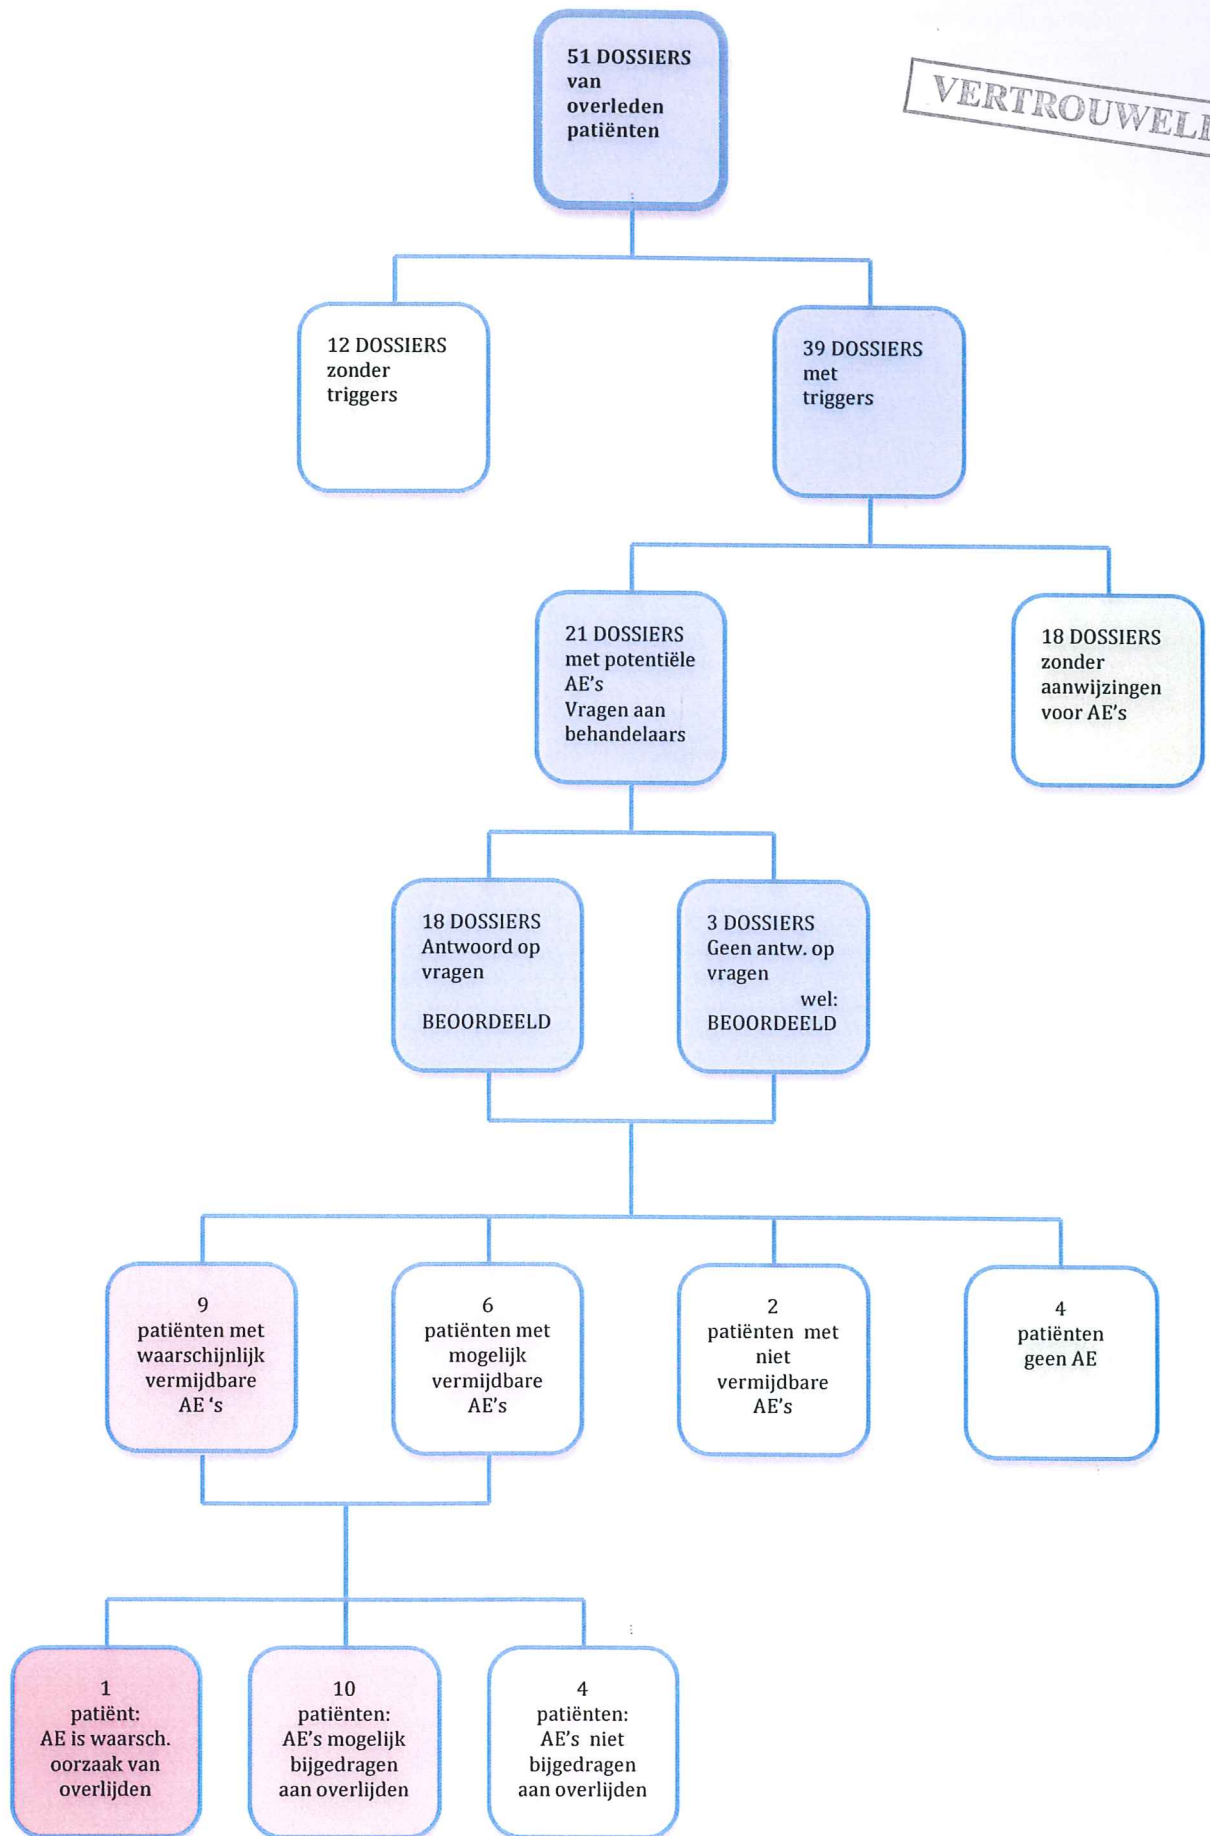 51 DOSSIERS
van
overleden
patiënten
12 DOSSIERS
zonder
triggers
39 DOSSIERS
met
triggers
21 DOSSIERS
met potentiële
AE's
Vragen aan
behandelaars
18 DOSSIERS
zonder
aanwijzingen
voor AE's
18 DOSSIERS
Antwoord op
vragen
BEOORDEELD
3 DOSSIERS
Geen antw. op
vragen
wel:
BEOORDEELD
9
patiënten met
waarschijnlijk
vermijdbare
AE 's
6
patiënten met
mogelijk
vermijdbare
AE's
2
patiënten met
niet
vermijdbare
AE's
4
patiënten
geen AE
1
patiënt:
AE is waarsch.
oorzaak van
overlijden
10
patiënten:
AE's mogelijk
bijgedragen
aan overlijden
4
patiënten:
AE's niet
bijgedragen
aan overlijden